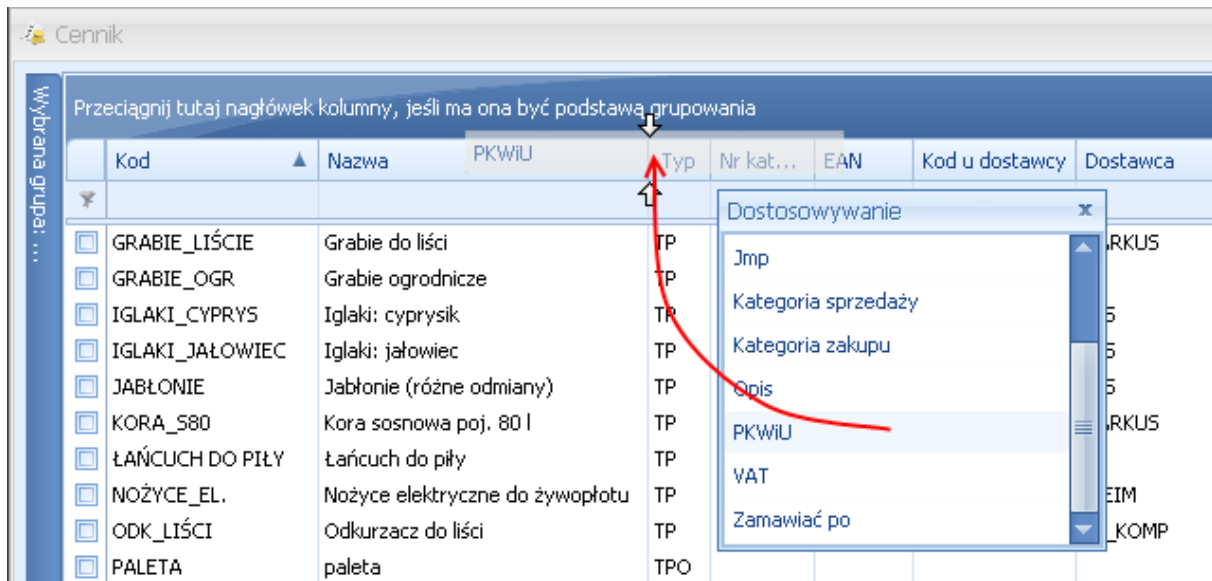 Cennik
Wybrana grupa: ...
Przeciągnij tutaj nagłówek kolumny, jeśli ma ona być podstawą grupowania
Kod Nazwa PKWiU Typ Nr kat... EAN Kod u dostawcy Dostawca
Dostosowywanie
GRABIE_LIŚCIE Grabie do liści TP
Jmp
GRABIE_OGR Grabie ogrodnicze TP
Kategoria sprzedaży
IGLAKI_CYPRYS Iglaki: cyprysik TP
Kategoria zakupu
IGLAKI_JAŁOWIEC Iglaki: jałowiec TP
JABŁONIE Jabłonie (różne odmiany) TP Opis
KORA_S80 Kora sosnowa poj. 80 l TP
PKWiU
ŁAŃCUCH DO PIŁY Łańcuch do piły TP
VAT
NOŻYCE_EL. Nożyce elektryczne do żywopłotu TP
Zamawiać po
ODK_LIŚCI Odkurzacz do liści TP _KOMP
PALETA paleta TPO